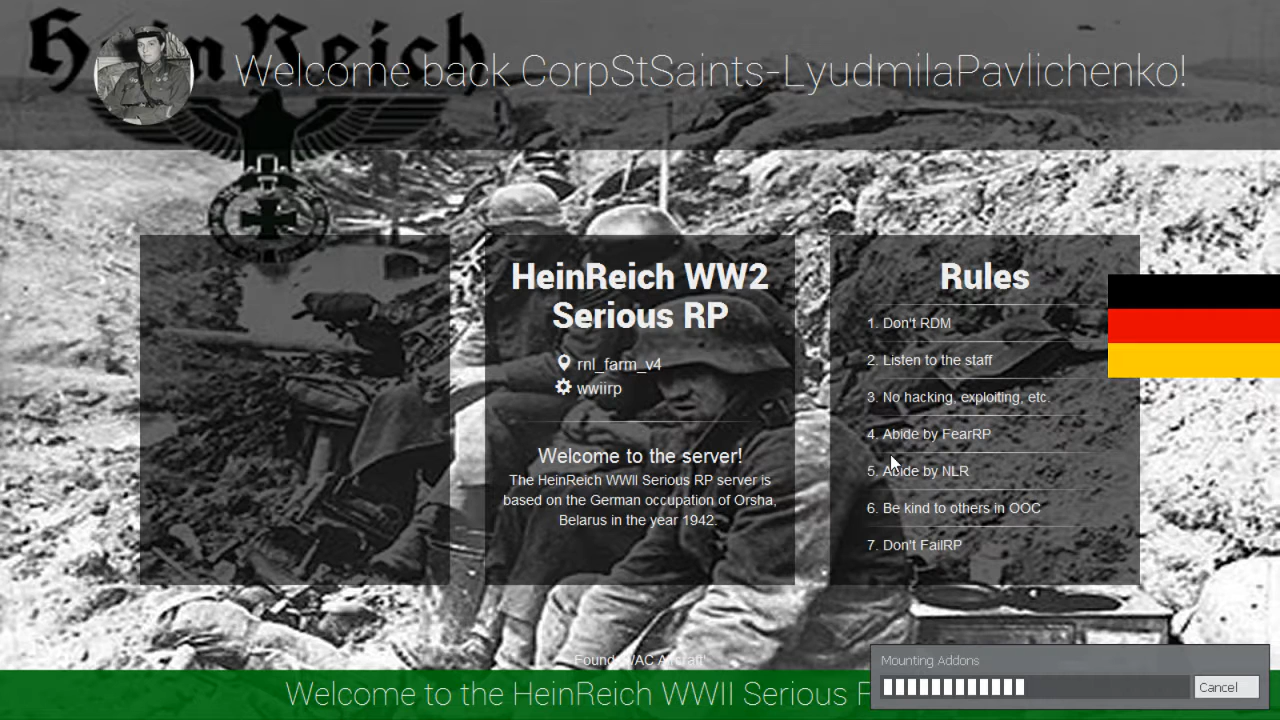 HeinReich
Welcome back CorpStSaints-LyudmilaPavlichenko!
HeinReich WW2
Serious RP
rnl_farm_v4
wwiirp
Welcome to the server!
The HeinReich WWII Serious RP server is
based on the German occupation of Orsha,
Belarus in the year 1942.
Rules
1. Don't RDM
2. Listen to the staff
3. No hacking, exploiting, etc.
4. Abide by FearRP
5. Abide by NLR
6. Be kind to others in OOC
7. Don't FailRP
Found 'WAC Aircraft'
Welcome to the HeinReich WWII Serious
Mounting Addons
Cancel